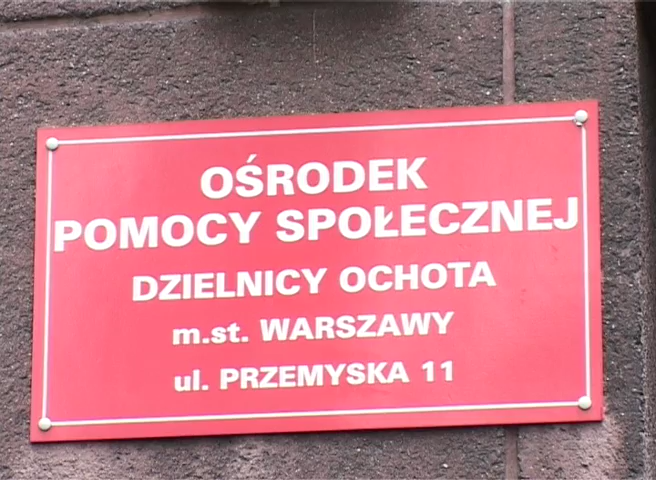 OŚRODEK
POMOCY SPOŁECZNEJ
DZIELNICY OCHOTA
m.st. WARSZAWY
ul. PRZEMYSKA 11